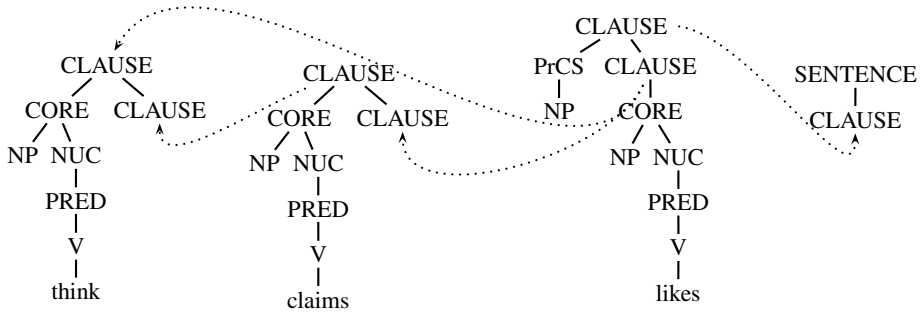 CLAUSE
CORE CLAUSE
NP NUC
PRED
V
think
CLAUSE
CORE CLAUSE
NP NUC
PRED
V
claims
CLAUSE
PrCS CLAUSE
NP CORE
NP NUC
PRED
V
likes
SENTENCE
CLAUSE